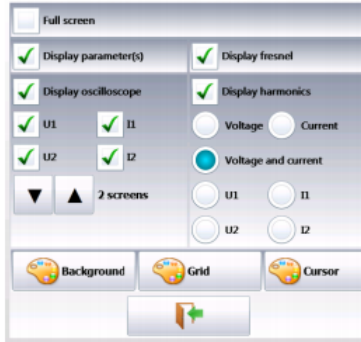 Full screen
Display parameter(s) Display fresnel
Display oscilloscope Display harmonics
U1 I1 Voltage Current
U2 I2 Voltage and current
2 screens U1 I1
U2 I2
Background Grid Cursor